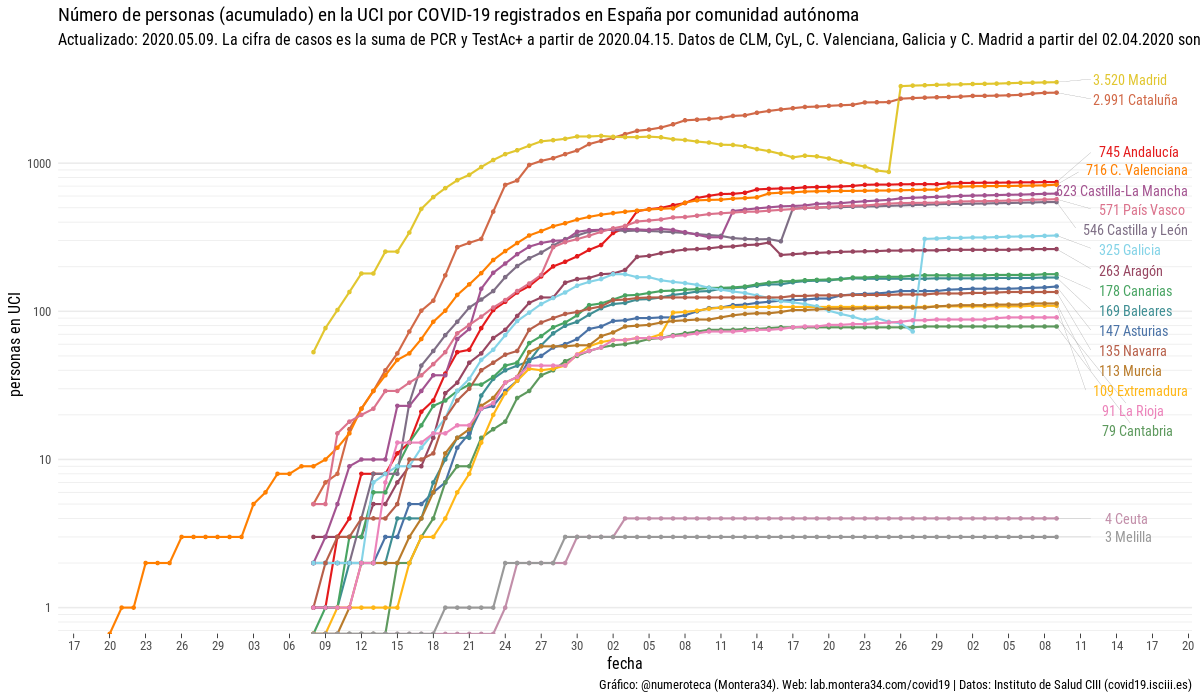 Número de personas (acumulado) en la UCI por COVID-19 registrados en España por comunidad autónoma
Actualizado: 2020.05.09. La cifra de casos es la suma de PCR y TestAc+ a partir de 2020.04.15. Datos de CLM, CyL, C. Valenciana, Galicia y C. Madrid a partir del 02.04.2020 son
personas en UCI
1000
100
10
1
3.520 Madrid
2.991 Cataluña
745 Andalucía
716 C. Valenciana
623 Castilla-La Mancha
571 País Vasco
546 Castilla y León
325 Galicia
263 Aragón
178 Canarias
169 Baleares
147 Asturias
135 Navarra
113 Murcia
109 Extremadura
91 La Rioja
79 Cantabria
4 Ceuta
3 Melilla
17 20 23 26 29 03 06 09 12 15 18 21 24 27 30 02 05 08 11 14 17 20 23 26 29 02 05 08 11 14 17 20
fecha
Gráfico: @numeroteca (Montera34). Web: lab.montera34.com/covid19 | Datos: Instituto de Salud CIII (covid19.isciii.es)